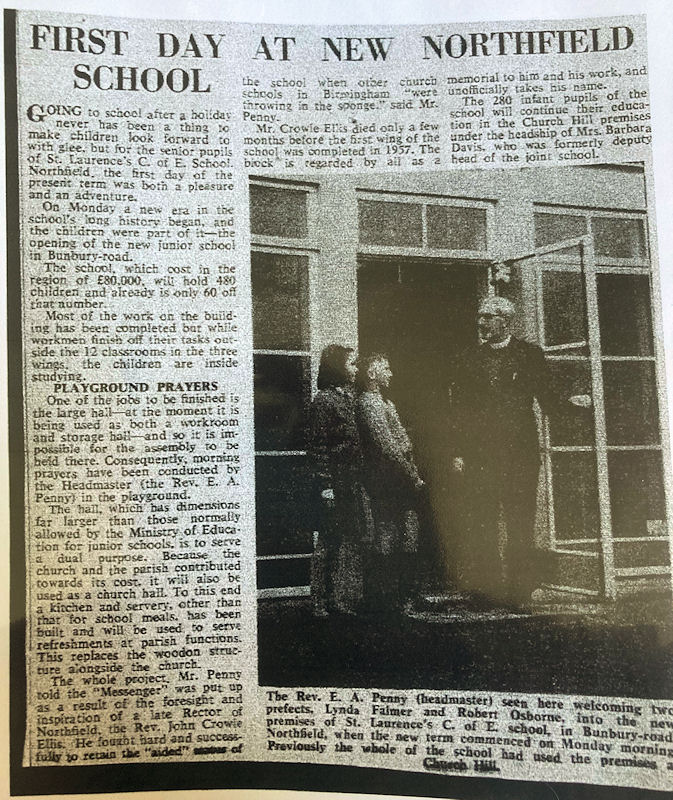 FIRST DAY AT NEW NORTHFIELD
SCHOOL
GOING to school after a holiday
never has been a thing to
make children look forward to
with glee, but for the senior pupils
of St. Laurence's C. of E. School,
Northfield, the first day of the
present term was both a pleasure
and an adventure.
On Monday a new era in the
school's long history began, and
the children were part of it—the
opening of the new junior school
in Bunbury-road.
The school, which cost in the
region of £80,000, will hold 480
children and already is only 60 off
that number.
Most of the work on the build-
ing has been completed but while
workmen finish off their tasks out-
side the 12 classrooms in the three
wings, the children are inside
studying.
PLAYGROUND PRAYERS
One of the jobs to be finished is
the large hall—at the moment it is
being used as both a workroom
and storage hall—and so it is im-
possible for the assembly to be
held there. Consequently, morning
prayers have been conducted by
the Headmaster (the Rev. E. A.
Penny) in the playground.
The hall, which has dimensions
far larger than those normally
allowed by the Ministry of Educa-
tion for junior schools, is to serve
a dual purpose. Because the
church and the parish contributed
towards its cost, it will also be
used as a church hall. To this end
a kitchen and servery, other than
that for school meals, has been
built and will be used to serve
refreshments at parish functions.
This replaces the woodon struc-
ture alongside the church.
The whole project, Mr. Penny
told the "Messenger" was put up
as a result of the foresight and
inspiration of a late Rector of
Northfield, the Rev. John Crowie
Ellis. He fought hard and success-
fully to retain the "aided" status of
the school when other church
schools in Birmingham "were
throwing in the sponge." said Mr.
Penny.
Mr. Crowie-Ellis died only a few
months before the first wing of the
school was completed in 1957. The
block is regarded by all as a
memorial to him and his work, and
unofficially takes his name.
The 280 infant pupils of the
school will continue their educa-
tion in the Church Hill premises
under the headship of Mrs. Barbara
Davis, who was formerly deputy
head of the joint school.
The Rev. E. A. Penny (headmaster) seen here welcoming two
prefects, Lynda Falmer and Robert Osborne, into the new
premises of St. Laurence's C. of E. school, in Bunbury-road,
Northfield, when the new term commenced on Monday morning.
Previously the whole of the school had used the premises a
Church Hill.